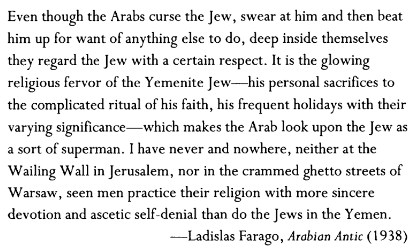 Even though the Arabs curse the Jew, swear at him and then beat
him up for want of anything else to do, deep inside themselves
they regard the Jew with a certain respect. It is the glowing
religious fervor of the Yemenite Jew—his personal sacrifices to
the complicated ritual of his faith, his frequent holidays with their
varying significance—which makes the Arab look upon the Jew as
a sort of superman. I have never and nowhere, neither at the
Wailing Wall in Jerusalem, nor in the crammed ghetto streets of
Warsaw, seen men practice their religion with more sincere
devotion and ascetic self-denial than do the Jews in the Yemen.
—Ladislas Farago, Arabian Antic (1938)